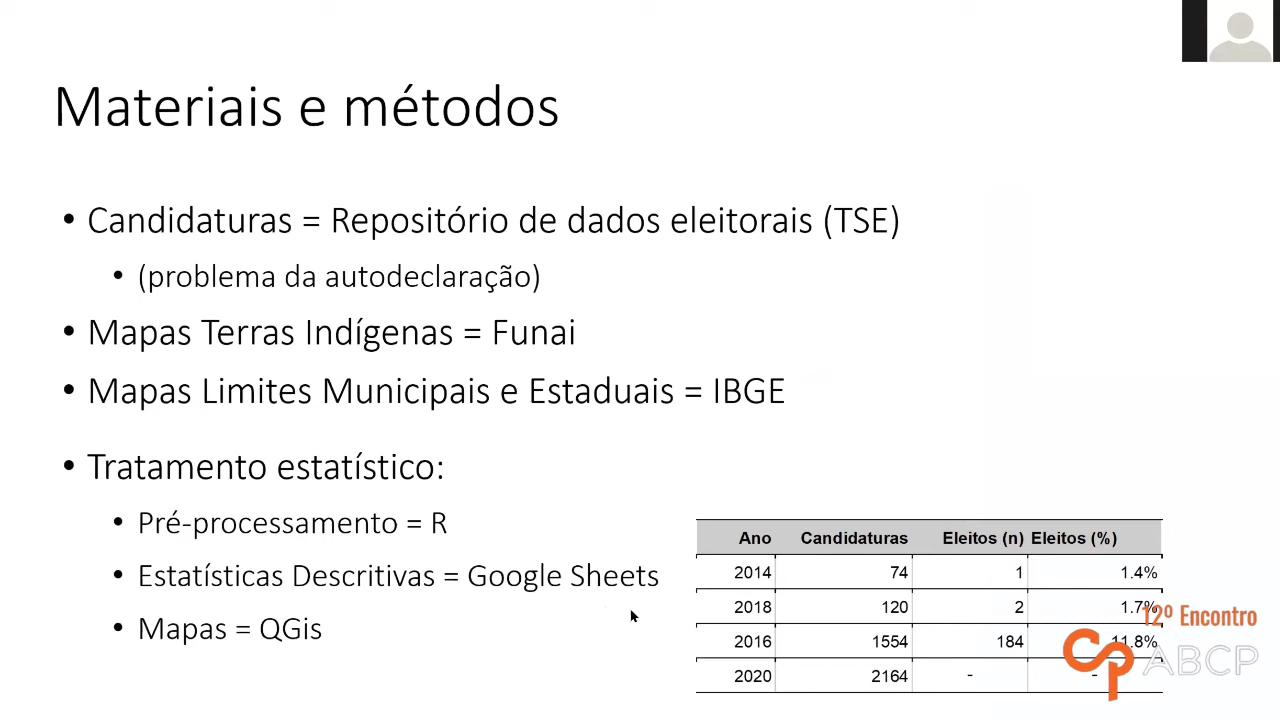 Materiais e métodos
• Candidaturas = Repositório de dados eleitorais (TSE)
• (problema da autodeclaração)
• Mapas Terras Indígenas = Funai
• Mapas Limites Municipais e Estaduais = IBGE
• Tratamento estatístico:
• Pré-processamento = R
• Estatísticas Descritivas = Google Sheets
• Mapas = QGis
Ano Candidaturas Eleitos (n) Eleitos (%)
2014 74 1 1.4%
2018 120 2 1.7%
2016 1554 184 11.8%
2020 2164 - -
12º Encontro
ABCP